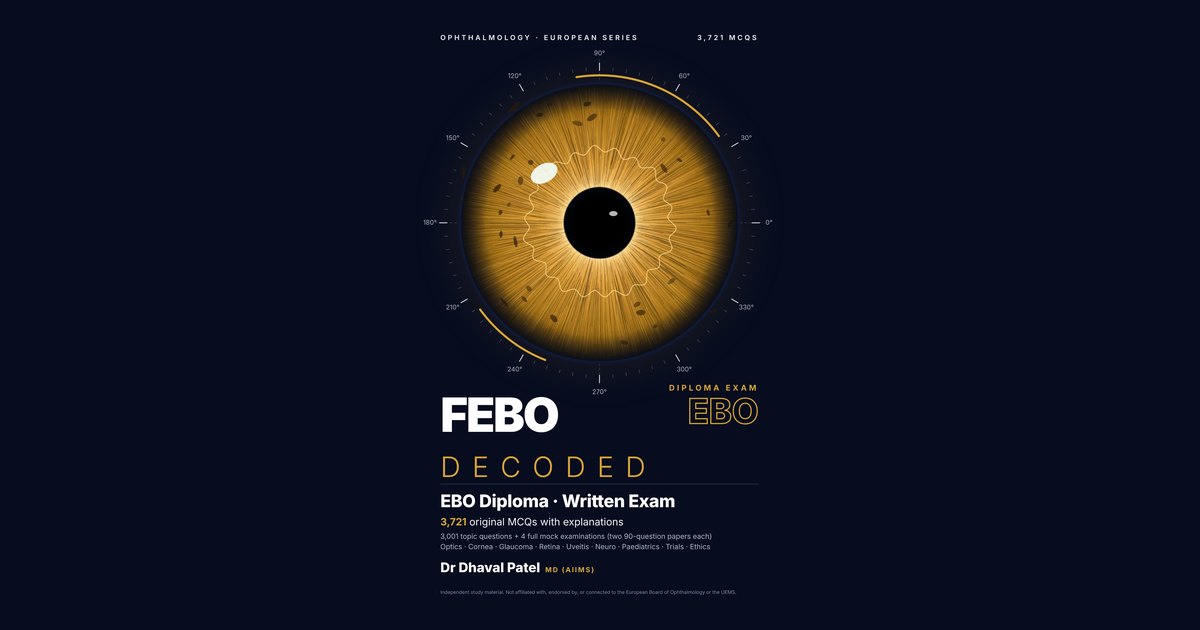 OPHTHALMOLOGY · EUROPEAN SERIES 3,721 MCQS
90°
120° 60°
150° 30°
180° 0°
210° 330°
240° 300°
270°
DIPLOMA EXAM
FEBO EBO
DECODED
EBO Diploma · Written Exam
3,721 original MCQs with explanations
3,001 topic questions + 4 full mock examinations (two 90-question papers each)
Optics · Cornea · Glaucoma · Retina · Uveitis · Neuro · Paediatrics · Trials · Ethics
Dr Dhaval Patel MD (AIIMS)
Independent study material. Not affiliated with, endorsed by, or connected to the European Board of Ophthalmology or the UEMS.